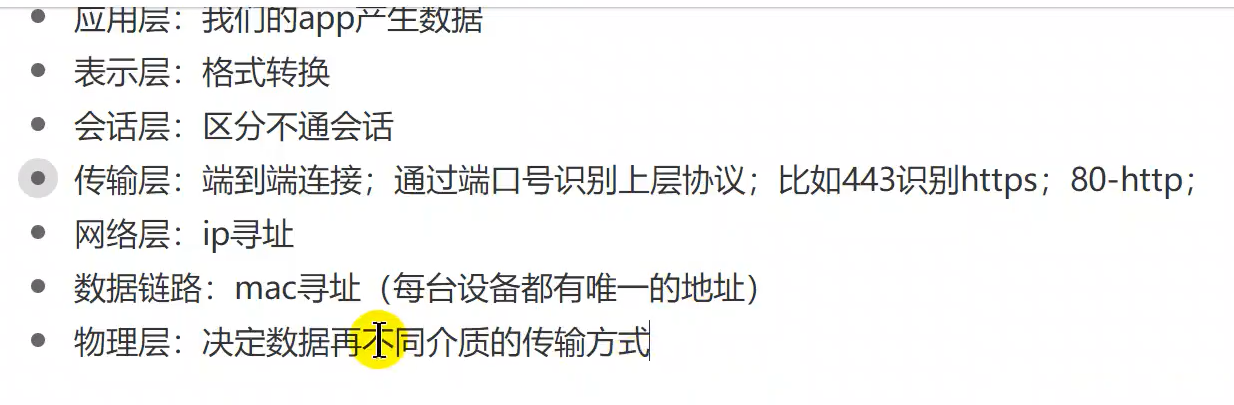 应用层：我们的app产生数据
表示层：格式转换
会话层：区分不通会话
传输层：端到端连接；通过端口号识别上层协议；比如443识别https；80-http；
网络层：ip寻址
数据链路：mac寻址（每台设备都有唯一的地址）
物理层：决定数据再不同介质的传输方式